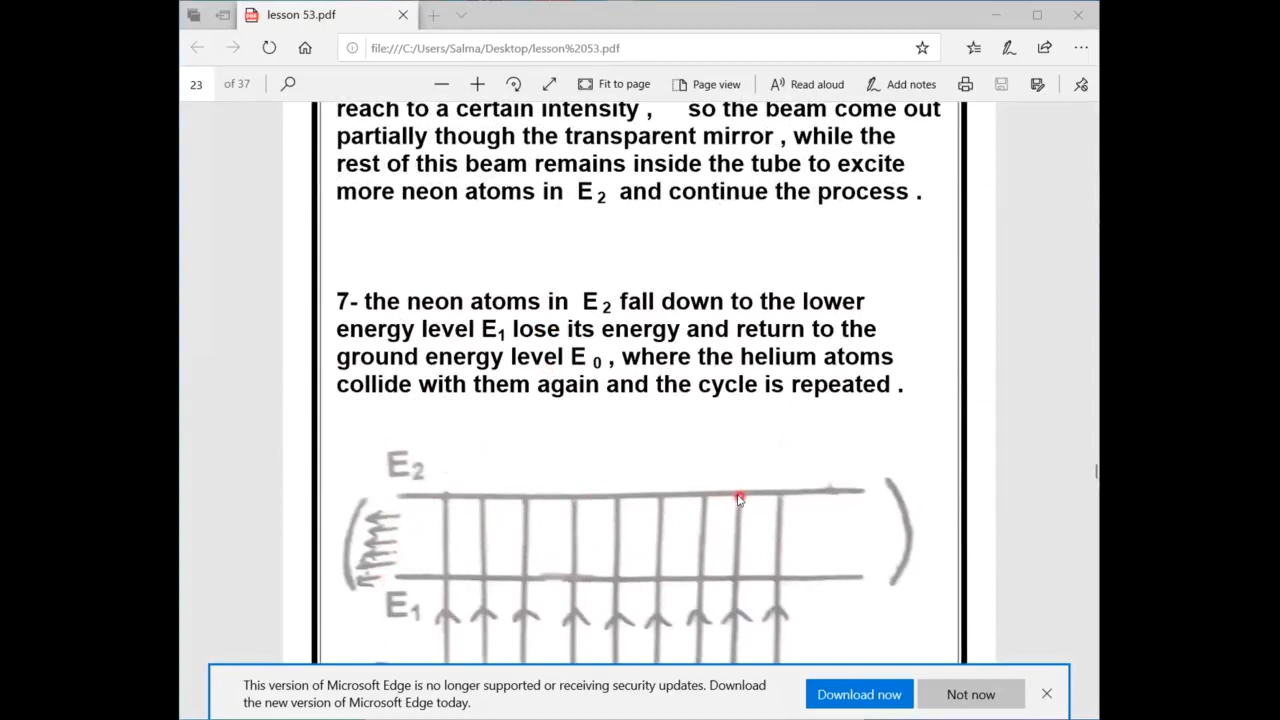 lesson 53.pdf
file:///C:/Users/Salma/Desktop/lesson%2053.pdf
23 of 37 Fit to page Page view Read aloud Add notes
reach to a certain intensity , so the beam come out
partially though the transparent mirror , while the
rest of this beam remains inside the tube to excite
more neon atoms in E 2 and continue the process .
7- the neon atoms in E 2 fall down to the lower
energy level E1 lose its energy and return to the
ground energy level E 0 , where the helium atoms
collide with them again and the cycle is repeated .
E2
E1
This version of Microsoft Edge is no longer supported or receiving security updates. Download
the new version of Microsoft Edge today.
Download now
Not now